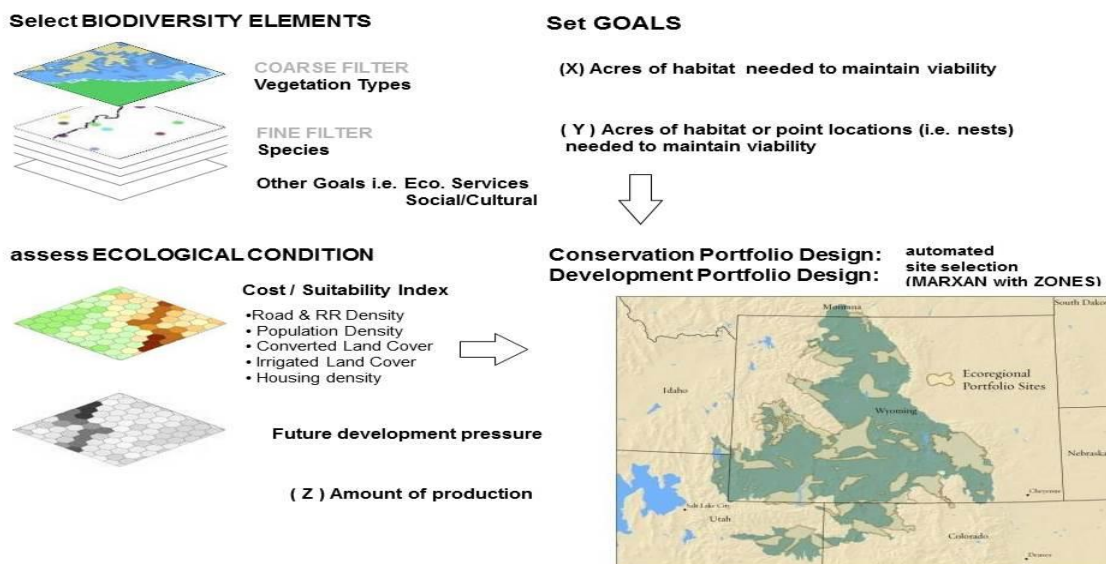 Select BIODIVERSITY ELEMENTS
COARSE FILTER
Vegetation Types
FINE FILTER
Species
Other Goals i.e. Eco. Services
Social/Cultural
Set GOALS
(X) Acres of habitat needed to maintain viability
( Y ) Acres of habitat or point locations (i.e. nests)
needed to maintain viability
assess ECOLOGICAL CONDITION
Cost / Suitability Index
•Road & RR Density
• Population Density
• Converted Land Cover
• Irrigated Land Cover
• Housing density
Future development pressure
( Z ) Amount of production
Conservation Portfolio Design:
Development Portfolio Design:
automated
site selection
(MARXAN with ZONES)
Montana
South Dako
Idaho
Ecoregional
Portfolio Sites
Wyoming
Nebraska
Cheyenne
Salt Lake City
Utah
Colorado
Denver